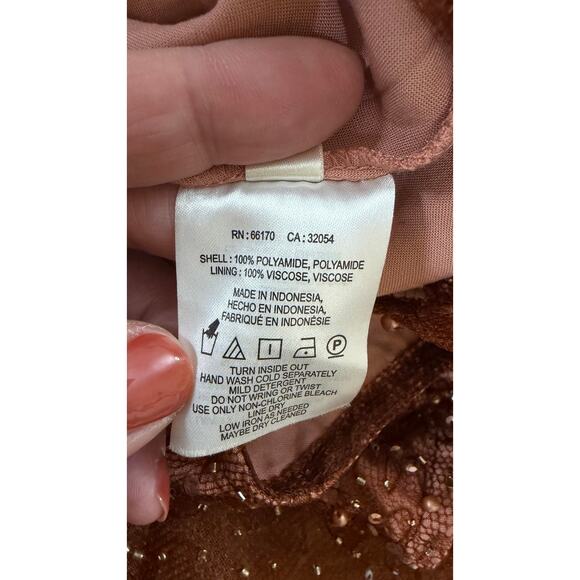 RN : 66170 CA : 32054
SHELL : 100% POLYAMIDE, POLYAMIDE
LINING : 100% VISCOSE, VISCOSE
MADE IN INDONESIA,
HECHO EN INDONESIA,
FABRIQUÉ EN INDONÉSIE
P
TURN INSIDE OUT
HAND WASH COLD SEPARATELY
MILD DETERGENT
DO NOT WRING OR TWIST
USE ONLY NON-CHLORINE BLEACH
LINE DRY
LOW IRON AS NEEDED
MAYBE DRY CLEANED